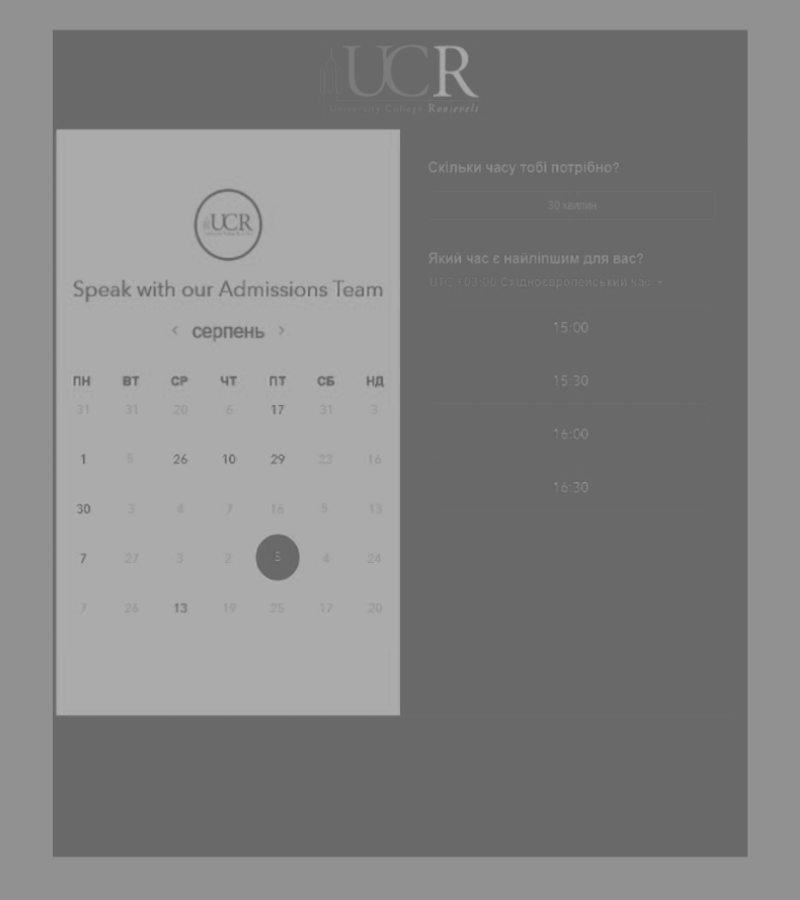 UCR
University College Roosevelt
UCR
Speak with our Admissions Team
< серпень >
ПН ВТ СР ЧТ ПТ СБ НД
31 31 20 6 17 31 3
1 5 26 10 29 23 16
30 3 4 7 16 5 13
7 27 3 2 5 4 24
7 26 13 19 25 17 20
Скільки часу тобі потрібно?
30 хвилин
Який час є найліпшим для вас?
UTC +03:00 Східноєвропейський час
15:00
15:30
16:00
16:30